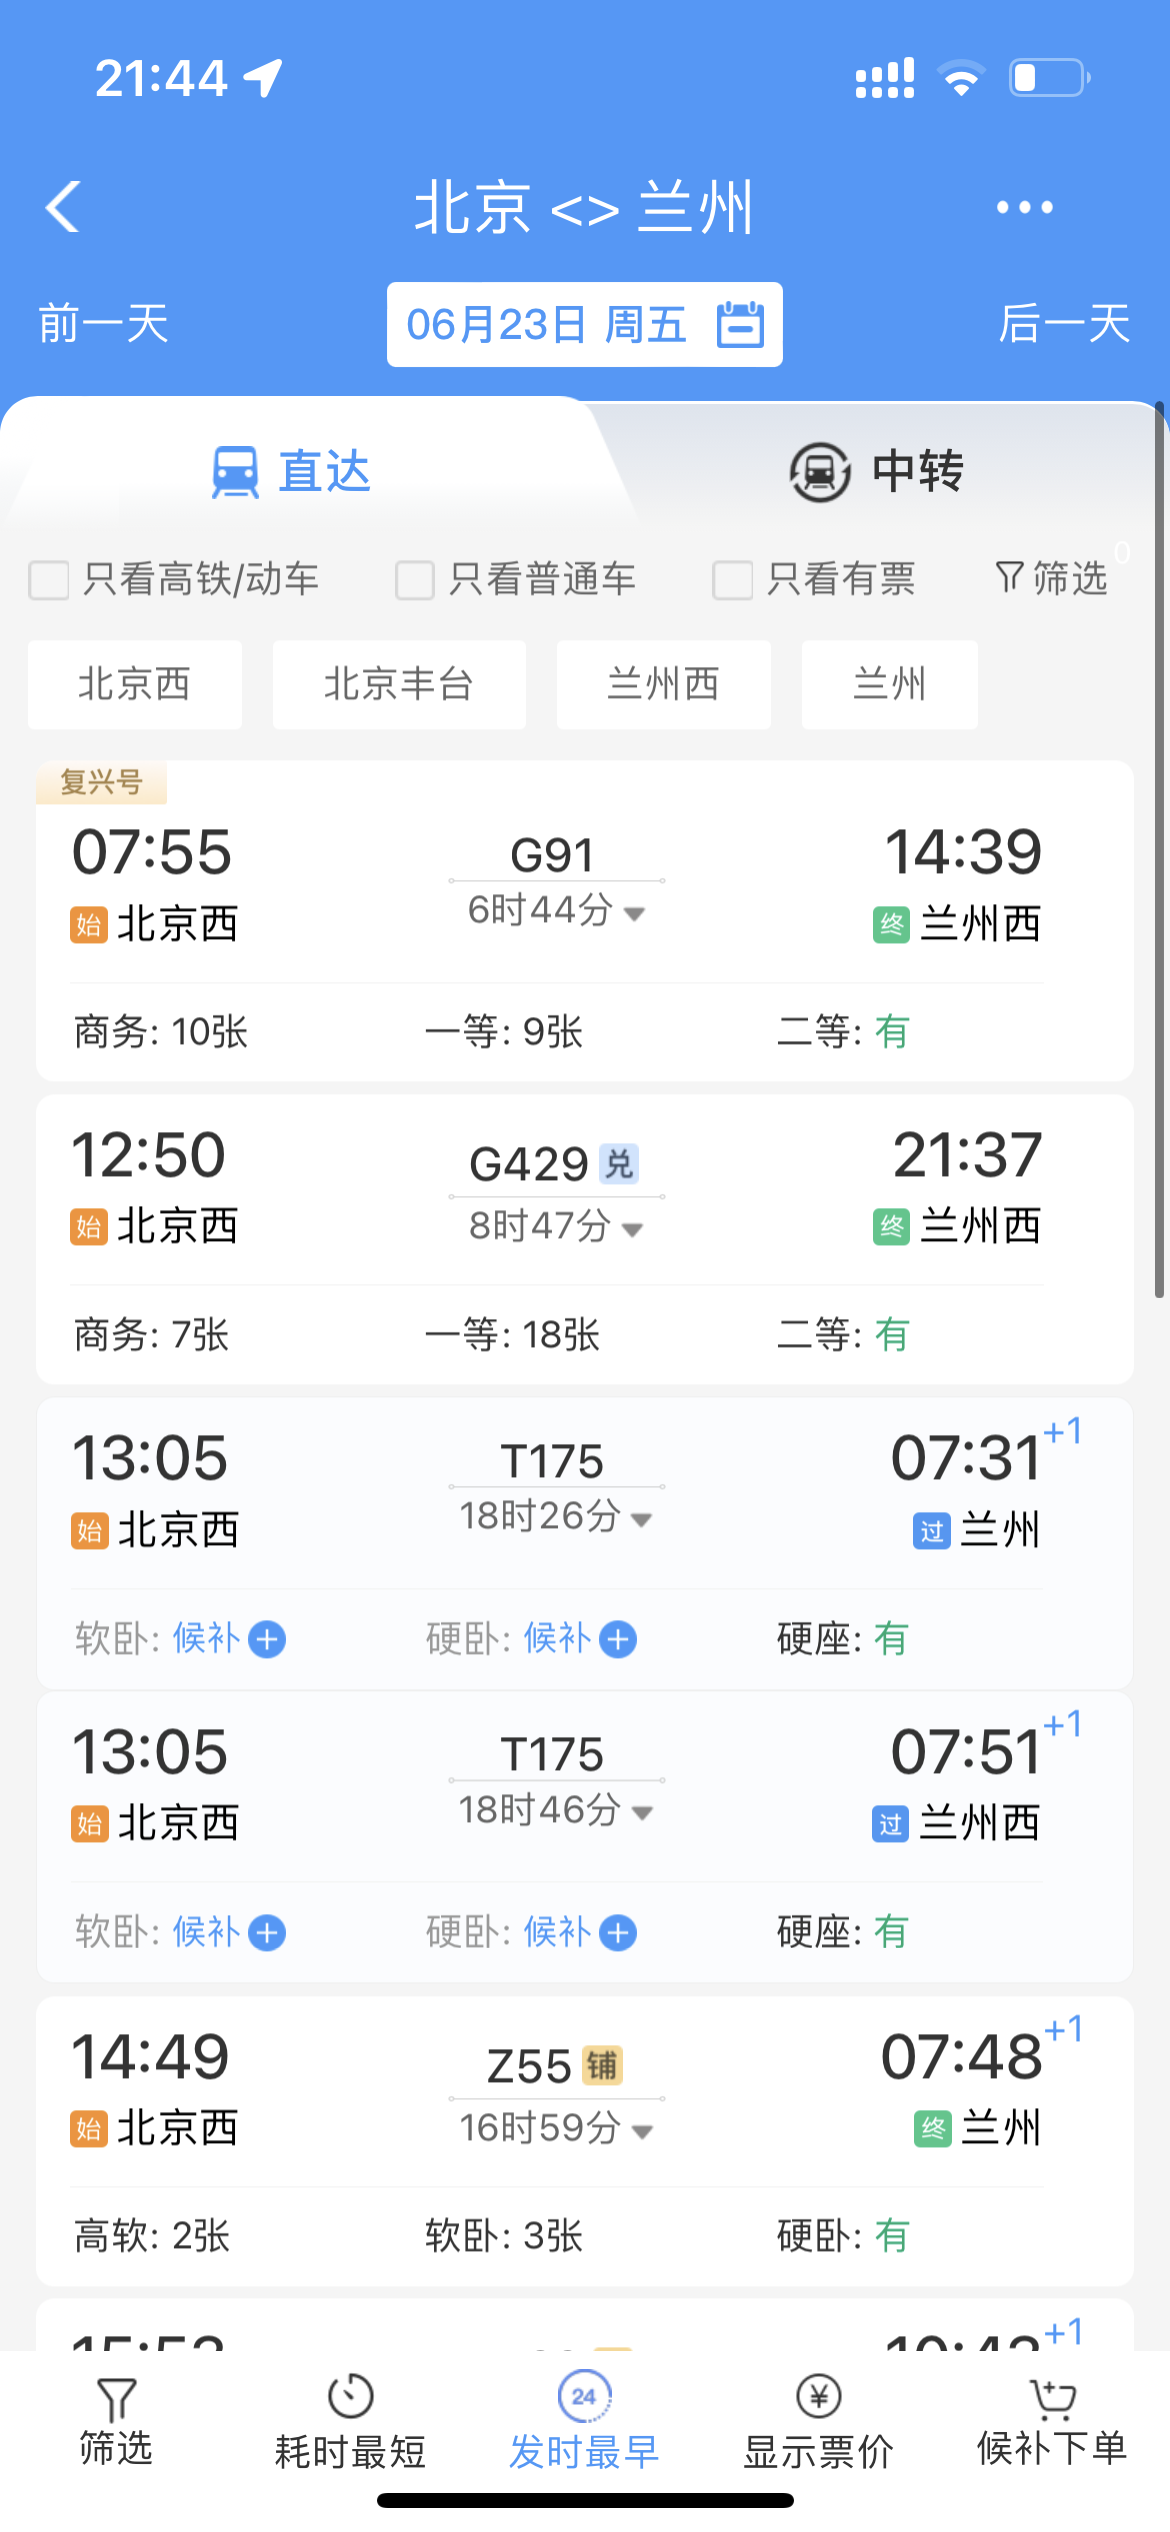 21:44
北京 <> 兰州
前一天
06月23日 周五
后一天
直达
中转
0
只看高铁/动车
只看普通车
只看有票
筛选
北京西
北京丰台
兰州西
兰州
复兴号
07:55
G91
14:39
6时44分
始 北京西
终 兰州西
商务: 10张
一等: 9张
二等: 有
12:50
G429 兑
21:37
8时47分
始 北京西
终 兰州西
商务: 7张
一等: 18张
二等: 有
13:05
T175
07:31+1
18时26分
始 北京西
过 兰州
软卧: 候补
硬卧: 候补
硬座: 有
13:05
T175
07:51+1
18时46分
始 北京西
过 兰州西
软卧: 候补
硬卧: 候补
硬座: 有
14:49
Z55 铺
07:48+1
16时59分
始 北京西
终 兰州
高软: 2张
软卧: 3张
硬卧: 有
+1
筛选
耗时最短
24
发时最早
¥
显示票价
候补下单